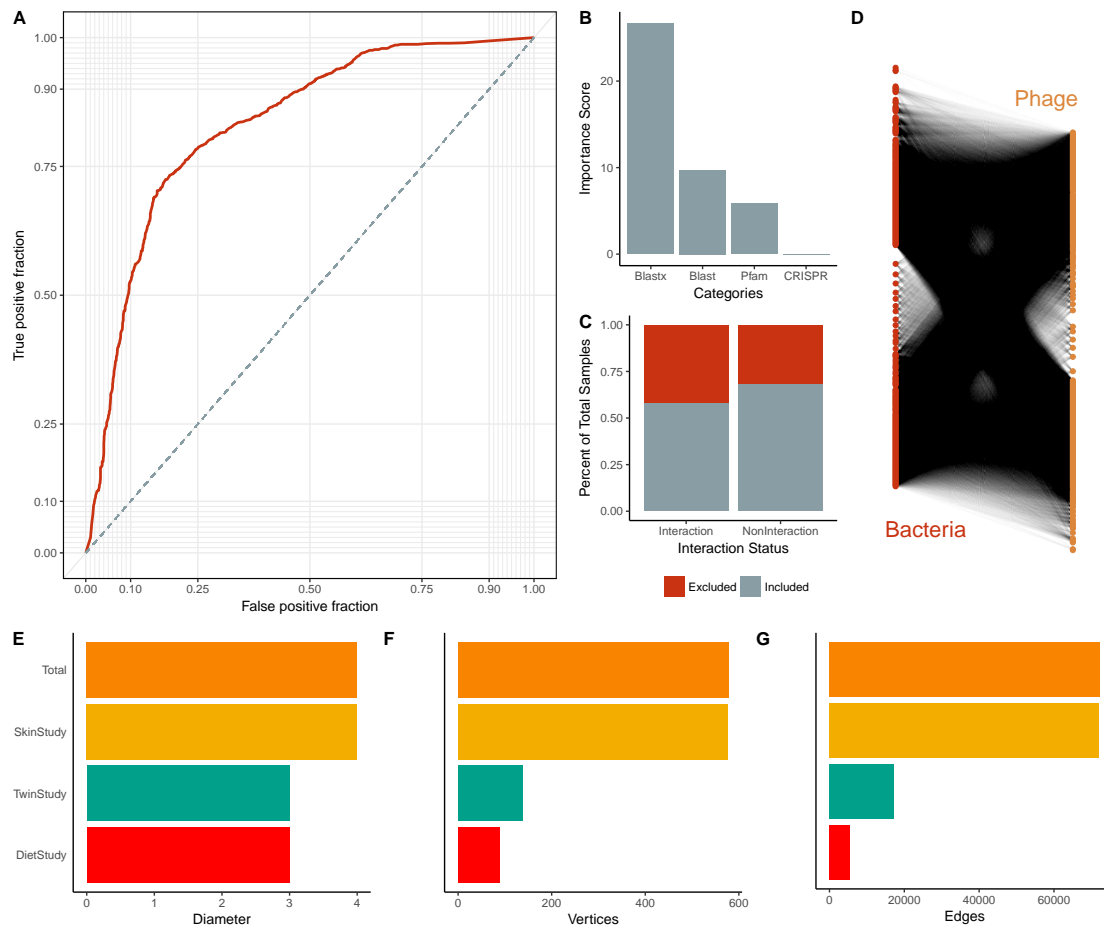 A
True positive fraction
1.00
0.90
0.75
0.50
0.25
0.10
0.00
0.00 0.10 0.25 0.50 0.75 0.90 1.00
False positive fraction
B
Importance Score
20
10
0
Blastx Blast Pfam CRISPR
Categories
C
Percent of Total Samples
1.00
0.75
0.50
0.25
0.00
Interaction NonInteraction
Interaction Status
Excluded Included
D
Phage
Bacteria
E
Total
SkinStudy
TwinStudy
DietStudy
0 1 2 3 4
Diameter
F
0 200 400 600
Vertices
G
0 20000 40000 60000
Edges